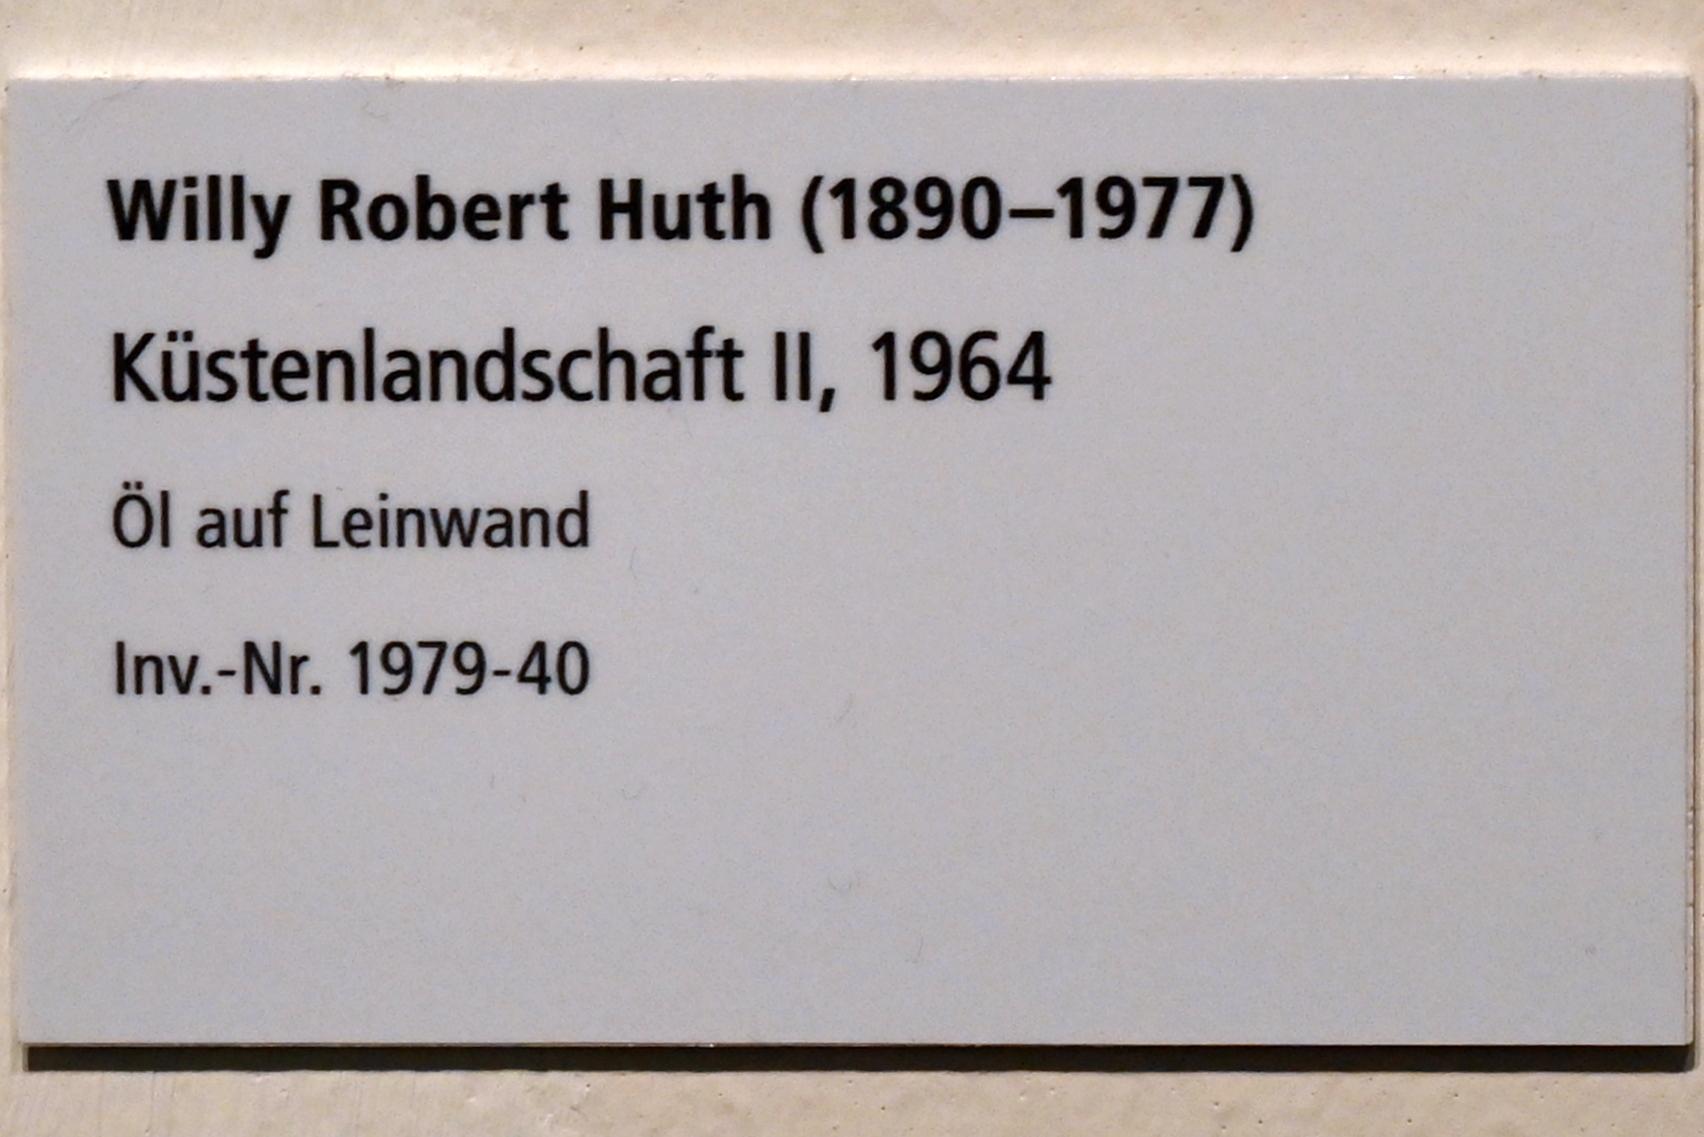 Willy Robert Huth (1890–1977)
Küstenlandschaft II, 1964
Öl auf Leinwand
Inv.-Nr. 1979-40